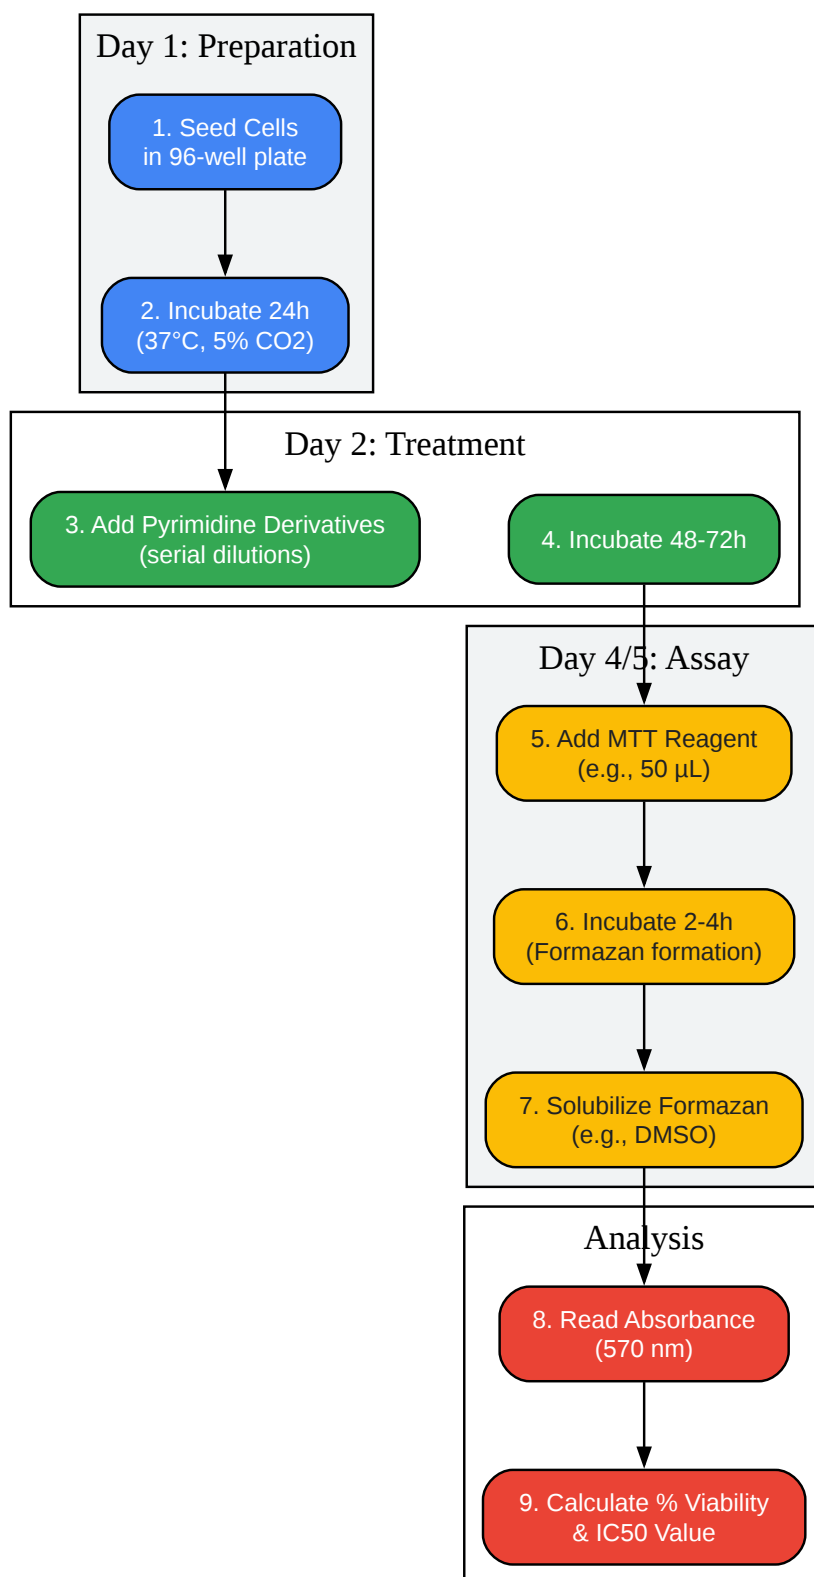 Day 1: Preparation
1. Seed Cells
in 96-well plate
2. Incubate 24h
(37°C, 5% CO2)
Day 2: Treatment
3. Add Pyrimidine Derivatives
(serial dilutions)
4. Incubate 48-72h
Day 4/5: Assay
5. Add MTT Reagent
(e.g., 50 µL)
6. Incubate 2-4h
(Formazan formation)
7. Solubilize Formazan
(e.g., DMSO)
Analysis
8. Read Absorbance
(570 nm)
9. Calculate % Viability
& IC50 Value